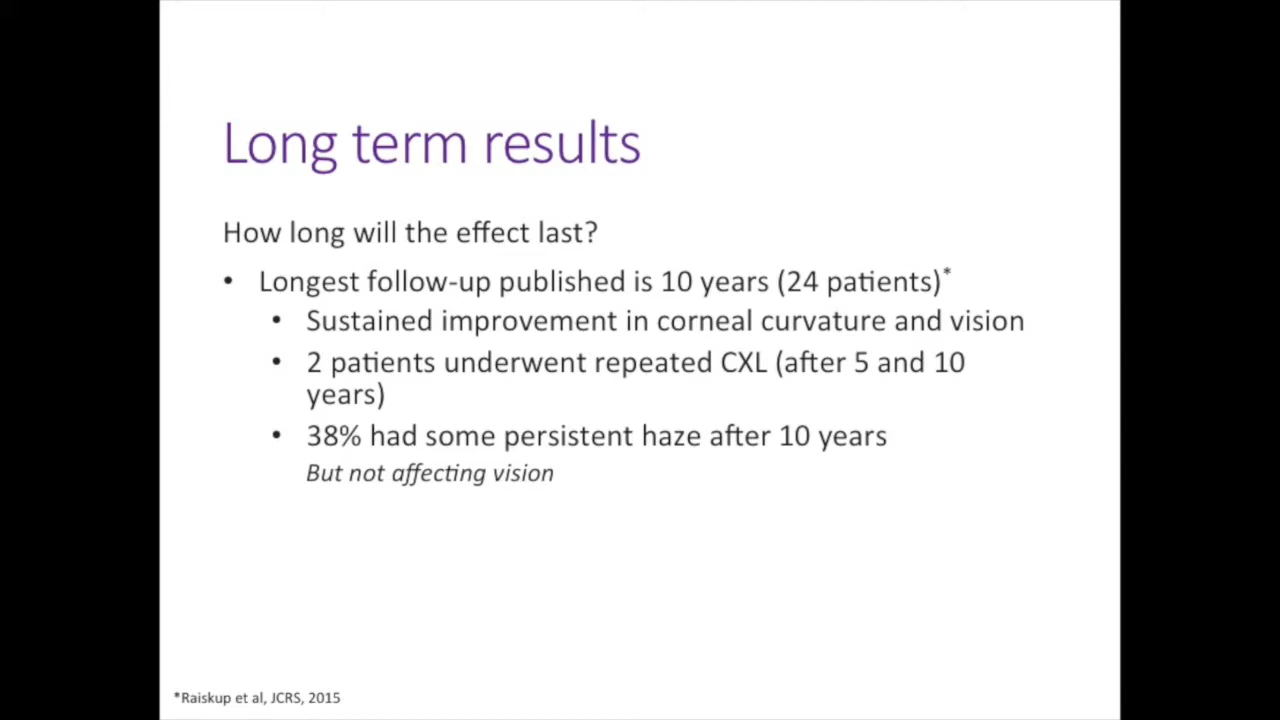 Long term results
How long will the effect last?
• Longest follow-up published is 10 years (24 patients)*
• Sustained improvement in corneal curvature and vision
• 2 patients underwent repeated CXL (after 5 and 10
years)
• 38% had some persistent haze after 10 years
But not affecting vision
*Raiskup et al, JCRS, 2015